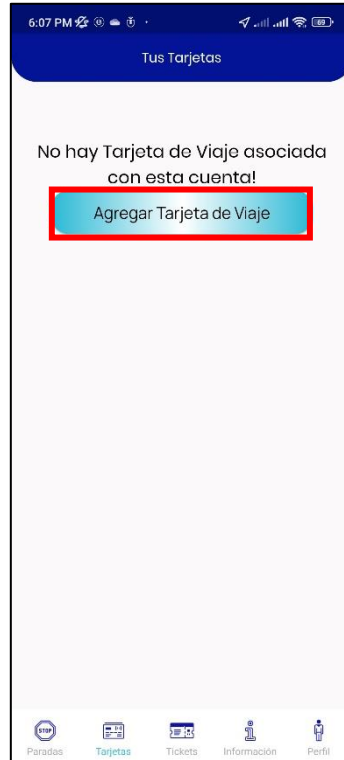 6:07 PM
69
Tus Tarjetas
No hay Tarjeta de Viaje asociada
con esta cuenta!
Agregar Tarjeta de Viaje
STOP
Paradas Tarjetas Tickets Información Perfil